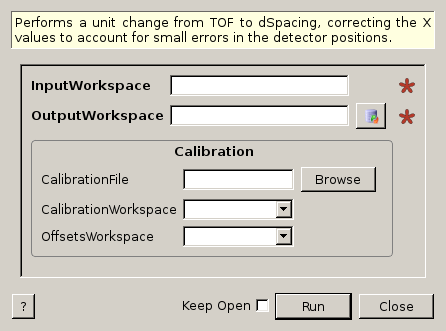 Performs a unit change from TOF to dSpacing, correcting the X
values to account for small errors in the detector positions.
InputWorkspace
OutputWorkspace
Calibration
CalibrationFile Browse
CalibrationWorkspace
OffsetsWorkspace
? Keep Open Run Close